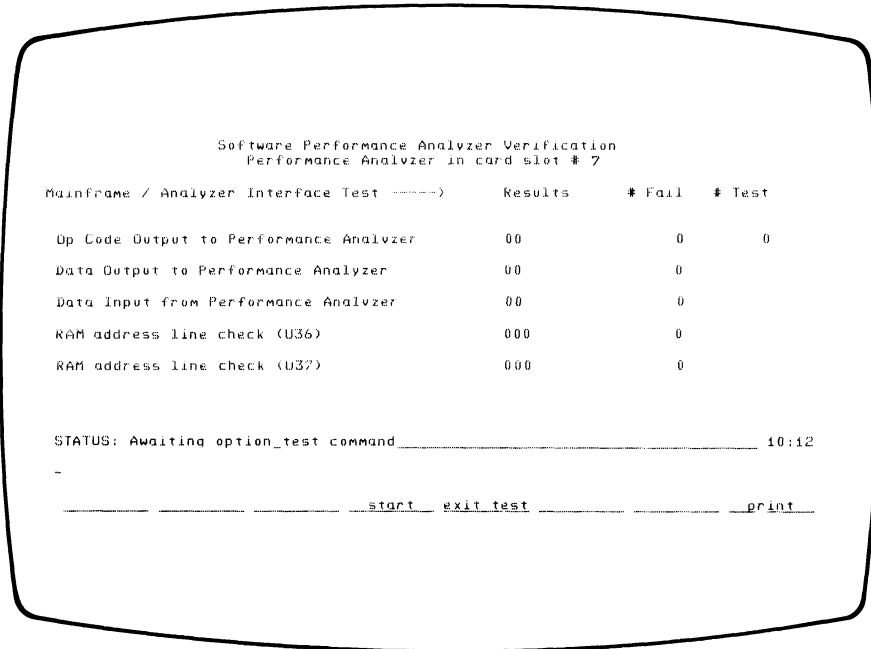 Software Performance Analyzer Verification
Performance Analyzer in card slot # 7
Mainframe / Analyzer Interface Test -----> Results # Fail # Test
Op Code Output to Performance Analyzer 00 0 0
Data Output to Performance Analyzer 00 0
Data Input from Performance Analyzer 00 0
RAM address line check (U36) 000 0
RAM address line check (U37) 000 0
STATUS: Awaiting option_test command 10:12
_
start exit test print